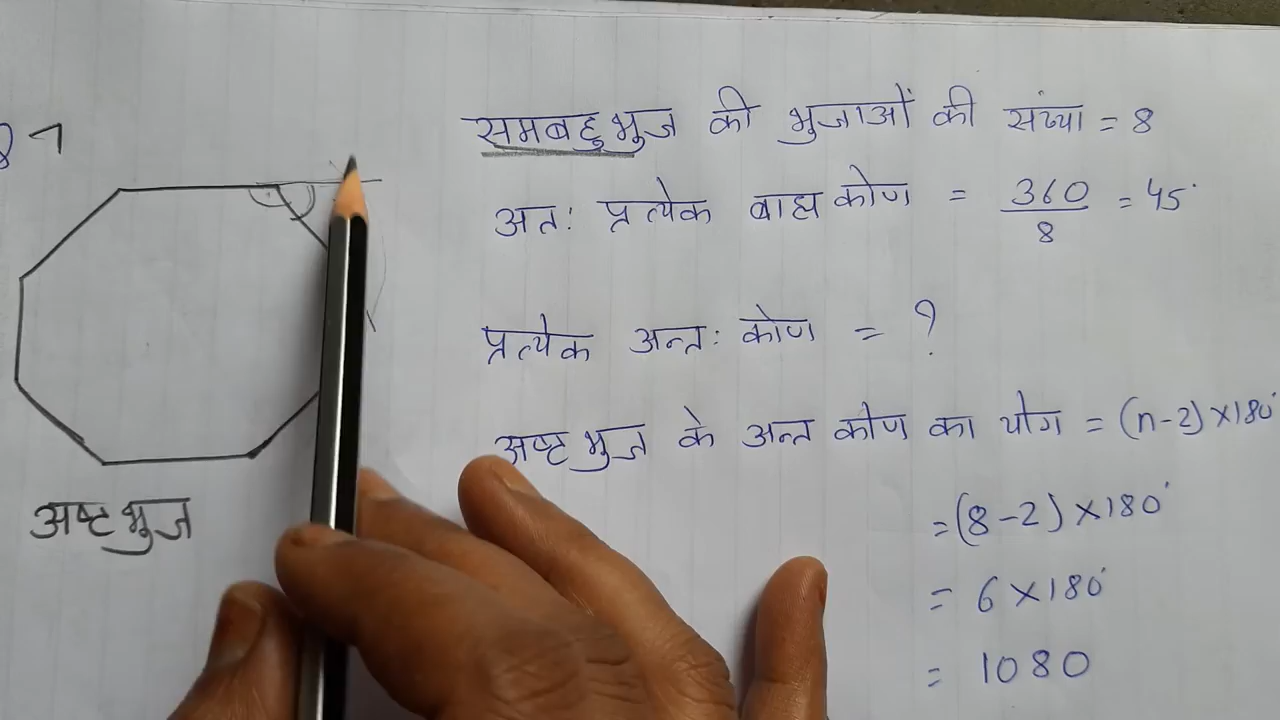 समबहुभुज की भुजाओं की संख्या = 8
अतः प्रत्येक बाह्य कोण = 360/8 = 45°
प्रत्येक अन्तः कोण = ?
अष्टभुज के अन्त कोण का योग = (n-2)×180°
= (8-2)×180°
= 6×180°
= 1080
अष्टभुज